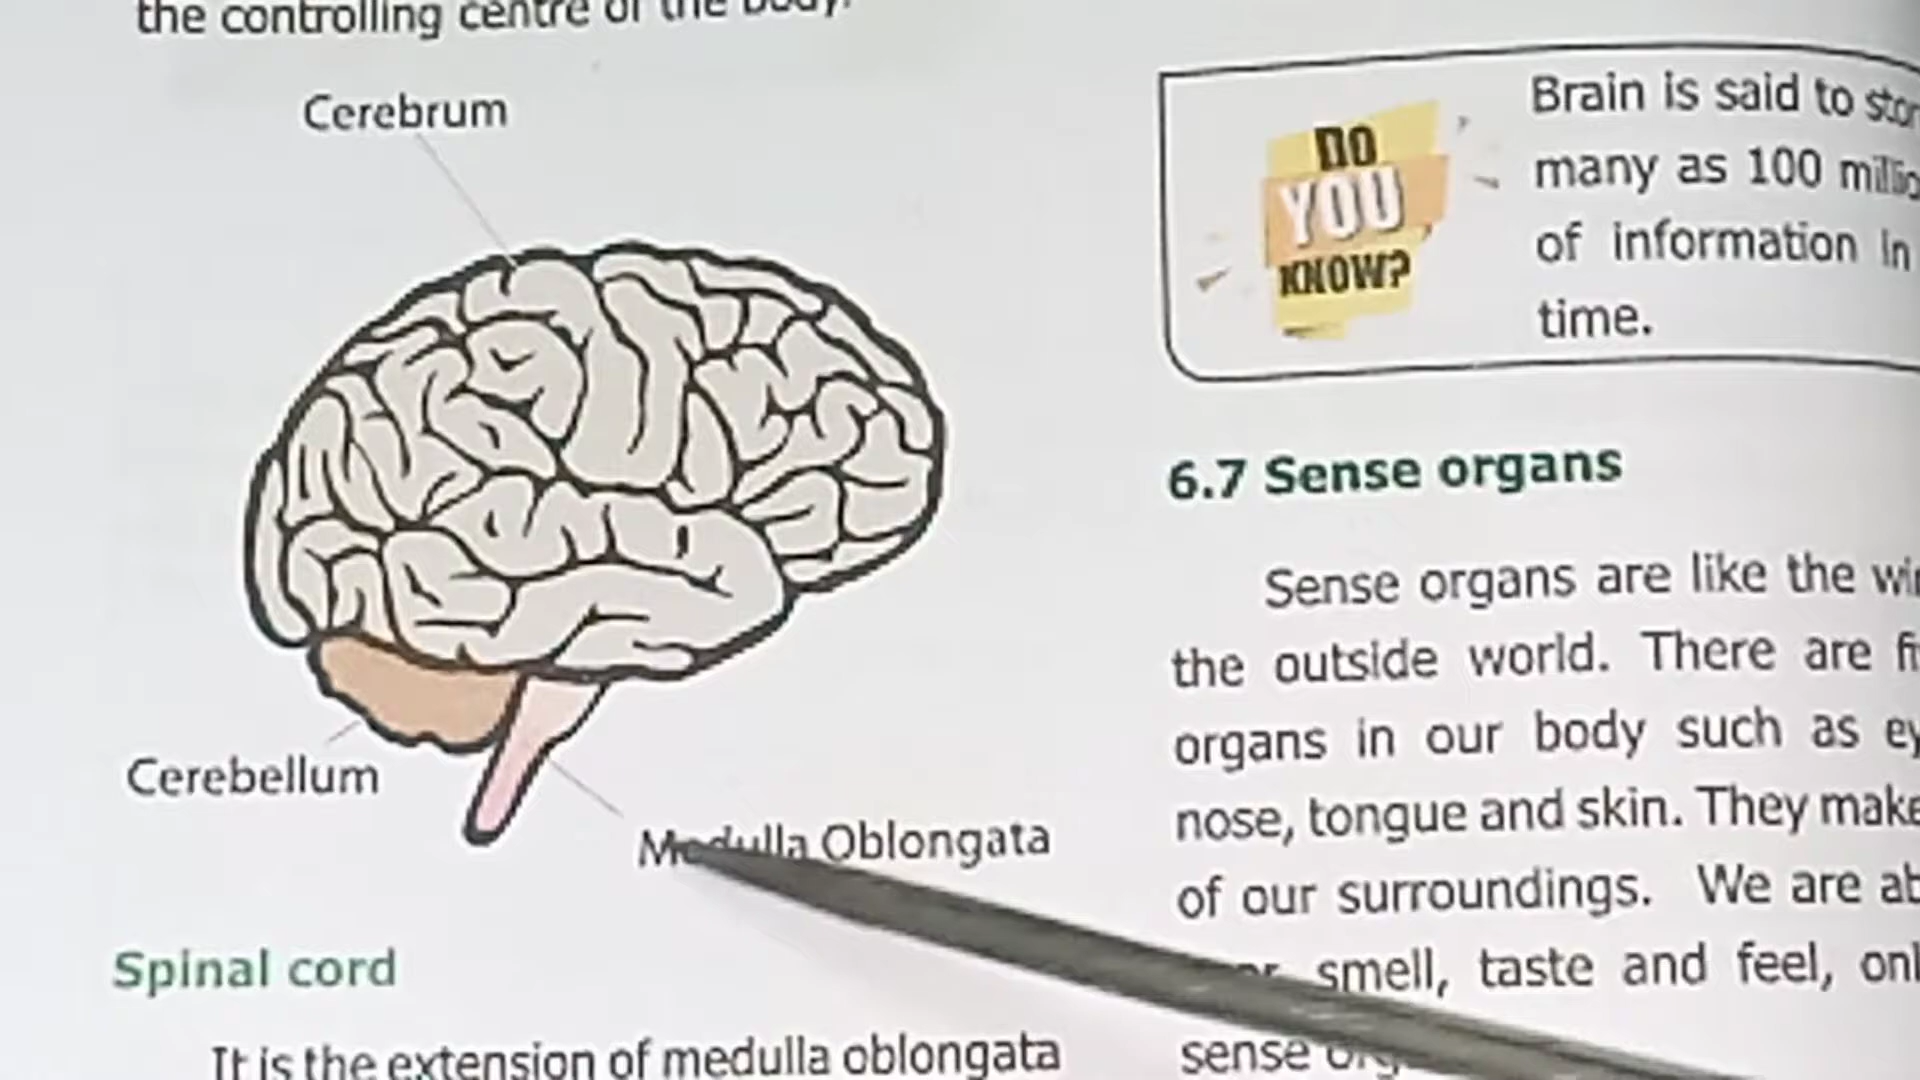 the controlling centre of the body.
Cerebrum
Cerebellum
Medulla Oblongata
Spinal cord
It is the extension of medulla oblongata
DO
YOU
KNOW?
Brain is said to
many as 100
of information in
time.
6.7 Sense organs
Sense organs are like the
the outside world. There are
organs in our body such as
nose, tongue and skin. They make
of our surroundings. We are
smell, taste and feel,
sense